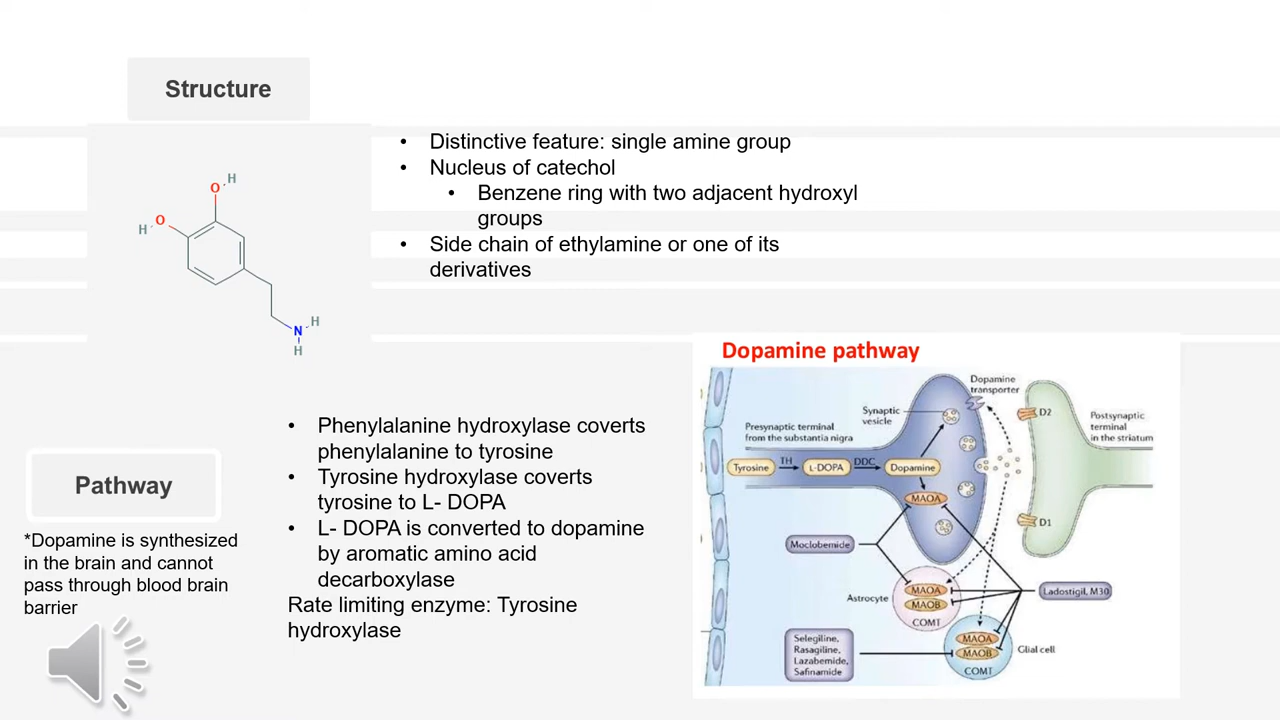 Structure
• Distinctive feature: single amine group
• Nucleus of catechol
• Benzene ring with two adjacent hydroxyl
groups
• Side chain of ethylamine or one of its
derivatives
H
O
O
H
N
H
H
Pathway
*Dopamine is synthesized
in the brain and cannot
pass through blood brain
barrier
• Phenylalanine hydroxylase coverts
phenylalanine to tyrosine
• Tyrosine hydroxylase coverts
tyrosine to L- DOPA
• L- DOPA is converted to dopamine
by aromatic amino acid
decarboxylase
Rate limiting enzyme: Tyrosine
hydroxylase
Dopamine pathway
Dopamine
transporter
Synaptic
vesicle
D2
Postsynaptic
terminal
in the striatum
Presynaptic terminal
from the substantia nigra
Tyrosine
TH
L-DOPA
DDC
Dopamine
MAOA
D1
Moclobemide
Astrocyte
MAOA
MAOB
COMT
Ladostigil, M30
Selegiline,
Rasagiline,
Lazabemide,
Safinamide
MAOA
MAOB
COMT
Glial cell